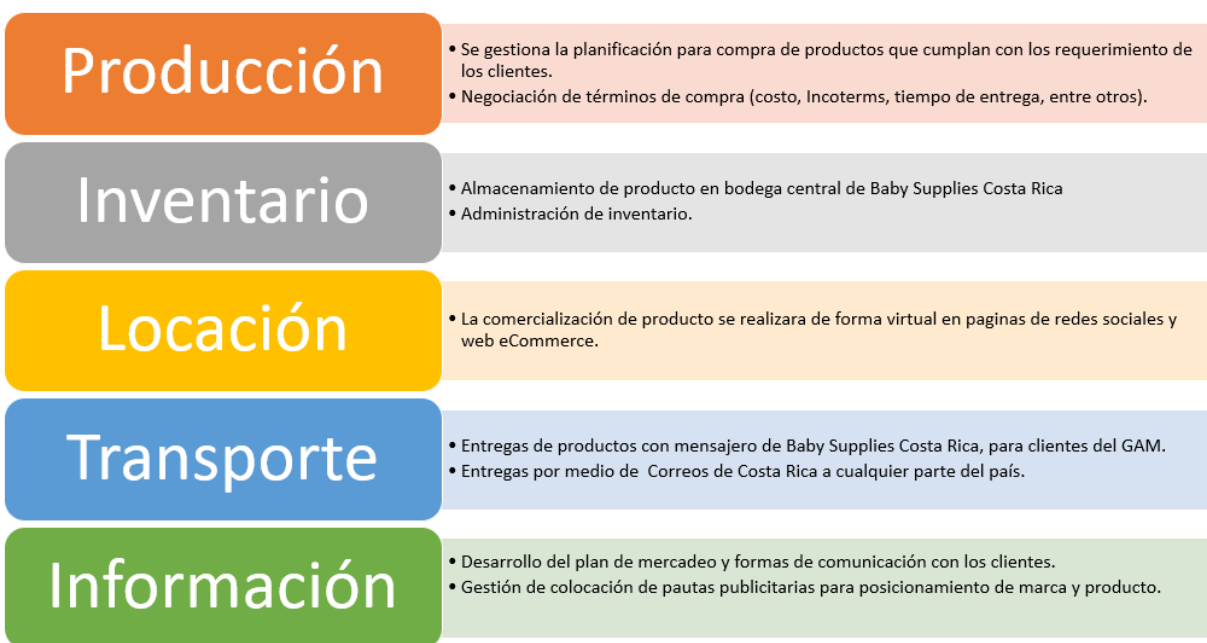 Producción
• Se gestiona la planificación para compra de productos que cumplan con los requerimiento de
los clientes.
• Negociación de términos de compra (costo, Incoterms, tiempo de entrega, entre otros).
Inventario
• Almacenamiento de producto en bodega central de Baby Supplies Costa Rica
• Administración de inventario.
Locación
• La comercialización de producto se realizara de forma virtual en paginas de redes sociales y
web eCommerce.
Transporte
• Entregas de productos con mensajero de Baby Supplies Costa Rica, para clientes del GAM.
• Entregas por medio de  Correos de Costa Rica a cualquier parte del país.
Información
• Desarrollo del plan de mercadeo y formas de comunicación con los clientes.
• Gestión de colocación de pautas publicitarias para posicionamiento de marca y producto.